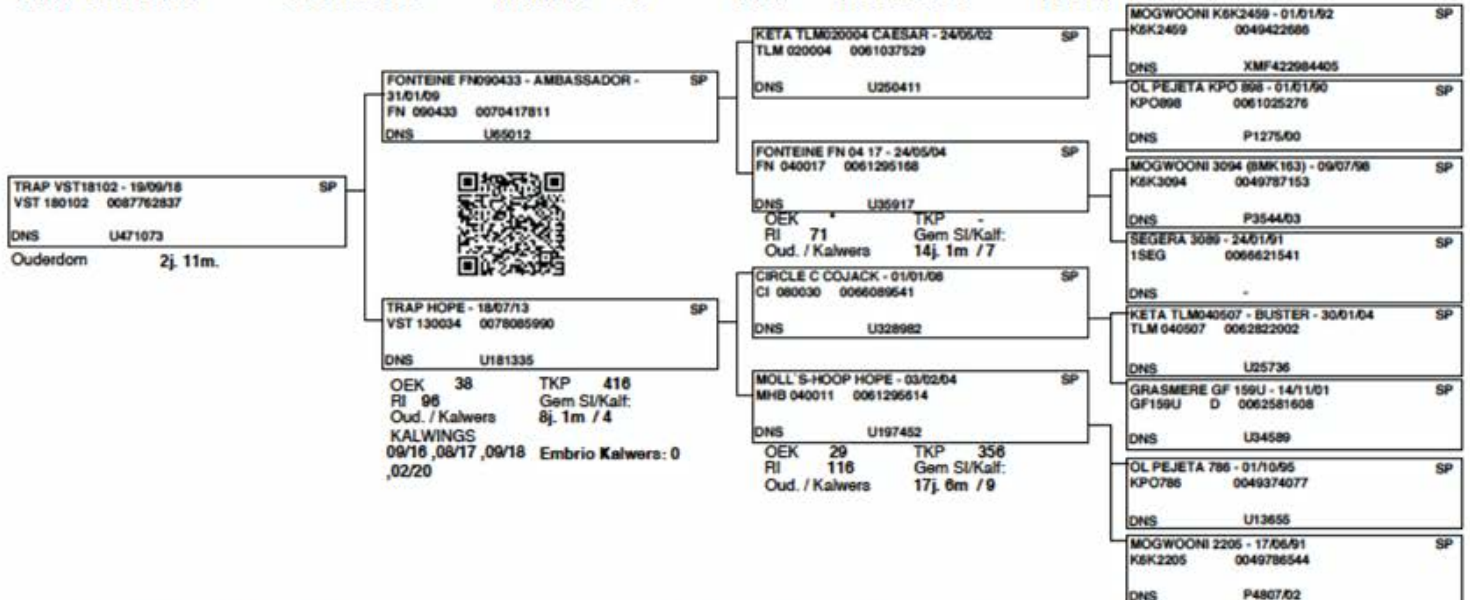 TRAP VST18102 - 19/09/18 SP
VST 180102 0087762837
DNS U471073
Ouderdom 2j. 11m.
FONTEINE FN090433 - AMBASSADOR - SP
31/01/09
FN 090433 0070417811
DNS U65012
TRAP HOPE - 18/07/13 SP
VST 130034 0078085990
DNS U181335
OEK 38 TKP 416
RI 96 Gem SI/Kalf:
Oud. / Kalwers 8j. 1m / 4
KALWINGS
09/16 ,08/17 ,09/18 Embrio Kalwers: 0
,02/20
KETA TLM020004 CAESAR - 24/05/02 SP
TLM 020004 0061037529
DNS U250411
FONTEINE FN 04 17 - 24/05/04 SP
FN 040017 0061295168
DNS U35917
OEK * TKP -
RI 71 Gem SI/Kalf:
Oud. / Kalwers 14j. 1m / 7
CIRCLE C COJACK - 01/01/08 SP
CI 080030 0066089541
DNS U328982
MOLL`S-HOOP HOPE - 03/02/04 SP
MHB 040011 0061295614
DNS U197452
OEK 29 TKP 356
RI 116 Gem SI/Kalf:
Oud. / Kalwers 17j. 6m / 9
MOGWOONI K6K2459 - 01/01/92 SP
K6K2459 0049422686
DNS XMF422984405
OL PEJETA KPO 898 - 01/01/90 SP
KPO898 0061025276
DNS P1275/00
MOGWOONI 3094 (8MK163) - 09/07/98 SP
K6K3094 0049787153
DNS P3544/03
SEGERA 3089 - 24/01/91 SP
1SEG 0066621541
DNS -
KETA TLM040507 - BUSTER - 30/01/04 SP
TLM 040507 0062822002
DNS U25736
GRASMERE GF 159U - 14/11/01 SP
GF159U D 0062581608
DNS U34589
OL PEJETA 786 - 01/10/95 SP
KPO786 0049374077
DNS U13655
MOGWOONI 2205 - 17/06/91 SP
K6K2205 0049786544
DNS P4807/02